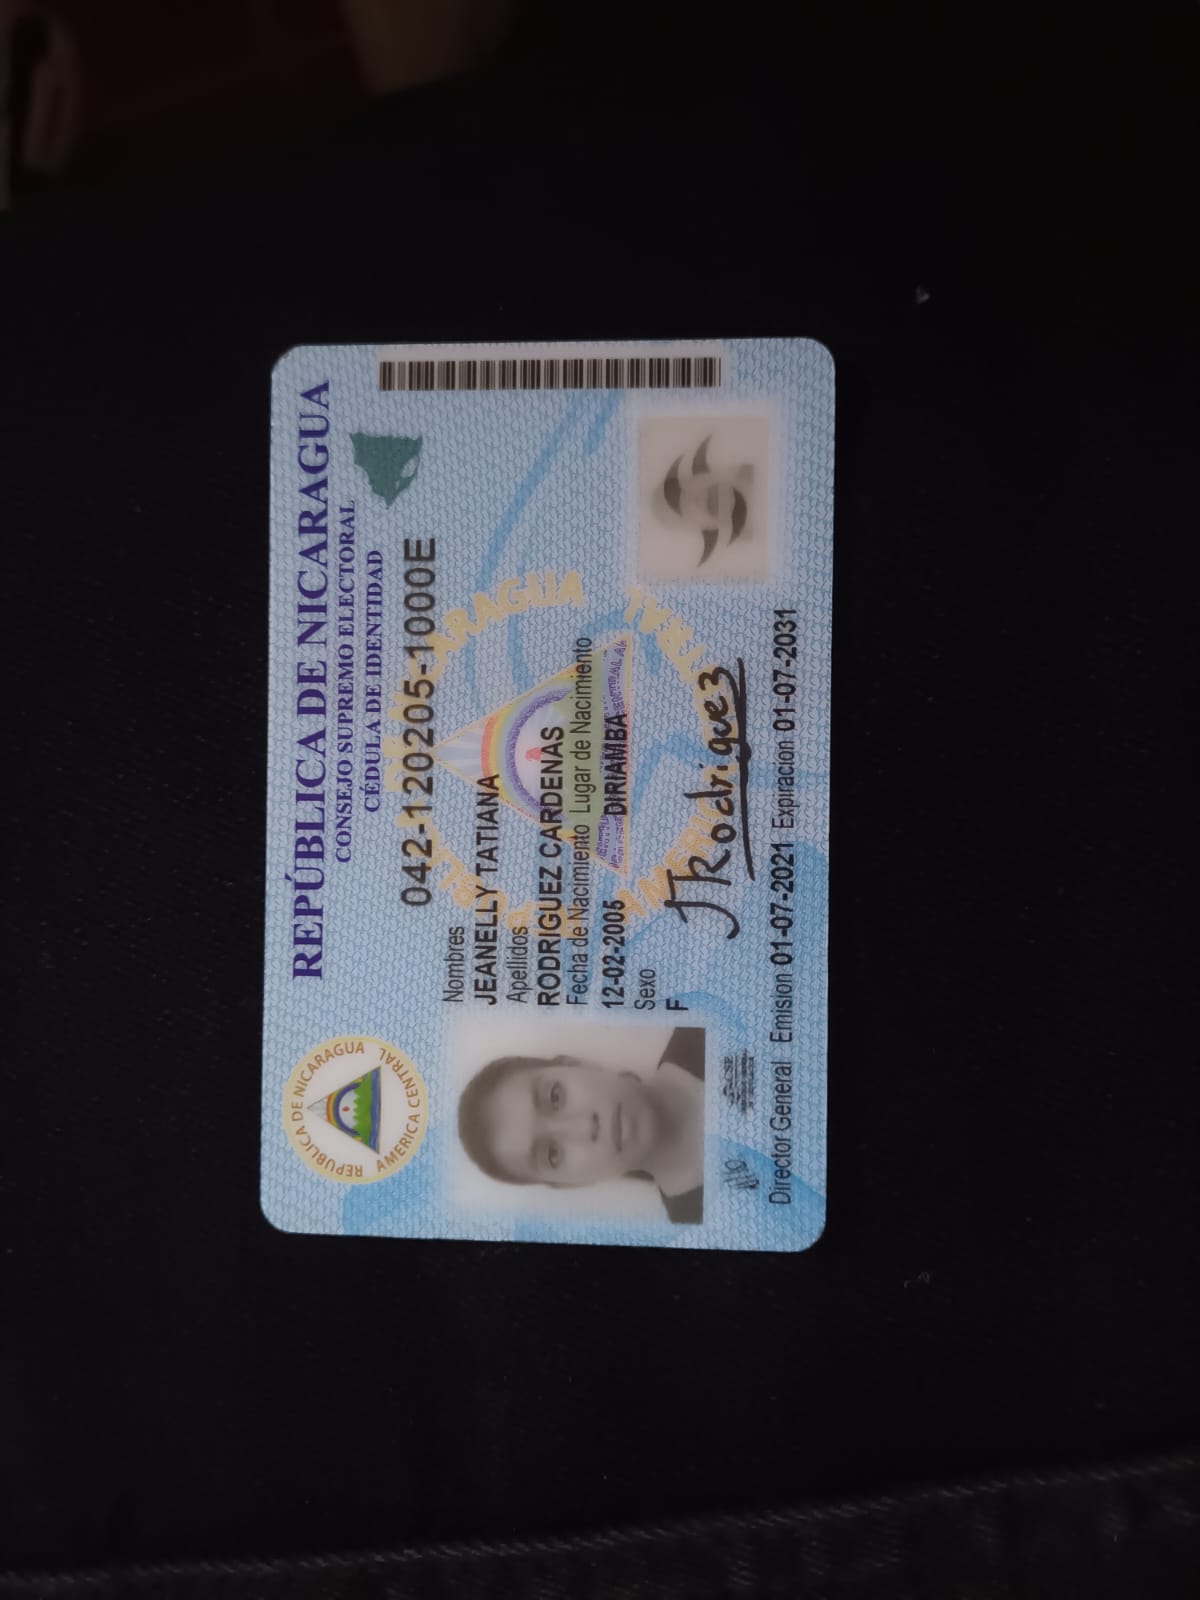 REPÚBLICA DE NICARAGUA
CONSEJO SUPREMO ELECTORAL
CÉDULA DE IDENTIDAD
REPÚBLICA DE NICARAGUA
AMERICA CENTRAL
042-120205-1000E
Nombres
JEANELLY TATIANA
Apellidos
RODRIGUEZ CARDENAS
Fecha de Nacimiento Lugar de Nacimiento
12-02-2005 DIRIAMBA
Sexo
F
JRodriguez
Director General Emision 01-07-2021 Expiracion 01-07-2031